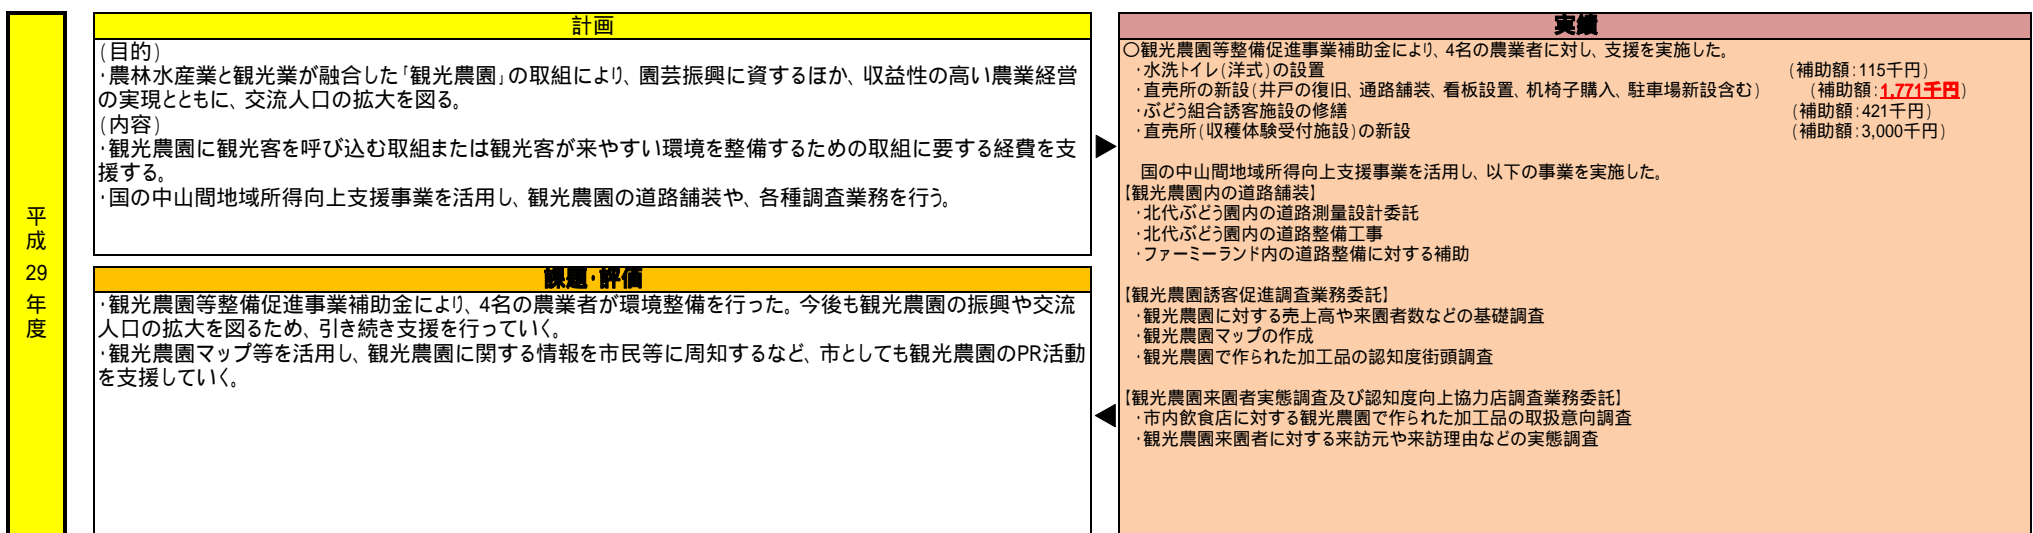 平成29年度
計画
(目的)
・農林水産業と観光業が融合した「観光農園」の取組により、園芸振興に資するほか、収益性の高い農業経営
の実現とともに、交流人口の拡大を図る。
(内容)
・観光農園に観光客を呼び込む取組または観光客が来やすい環境を整備するための取組に要する経費を支
援する。
・国の中山間地域所得向上支援事業を活用し、観光農園の道路舗装や、各種調査業務を行う。
実績
○観光農園等整備促進事業補助金により、4名の農業者に対し、支援を実施した。
・水洗トイレ(洋式)の設置 (補助額:115千円)
・直売所の新設(井戸の復旧、通路舗装、看板設置、机椅子購入、駐車場新設含む) (補助額:1,771千円)
・ぶどう組合誘客施設の修繕 (補助額:421千円)
・直売所(収穫体験受付施設)の新設 (補助額:3,000千円)
国の中山間地域所得向上支援事業を活用し、以下の事業を実施した。
【観光農園内の道路舗装】
・北代ぶどう園内の道路測量設計委託
・北代ぶどう園内の道路整備工事
・ファーミーランド内の道路整備に対する補助
【観光農園誘客促進調査業務委託】
・観光農園に対する売上高や来園者数などの基礎調査
・観光農園マップの作成
・観光農園で作られた加工品の認知度街頭調査
【観光農園来園者実態調査及び認知度向上協力店調査業務委託】
・市内飲食店に対する観光農園で作られた加工品の取扱意向調査
・観光農園来園者に対する来訪元や来訪理由などの実態調査
課題・評価
・観光農園等整備促進事業補助金により、4名の農業者が環境整備を行った。今後も観光農園の振興や交流
人口の拡大を図るため、引き続き支援を行っていく。
・観光農園マップ等を活用し、観光農園に関する情報を市民等に周知するなど、市としても観光農園のPR活動
を支援していく。